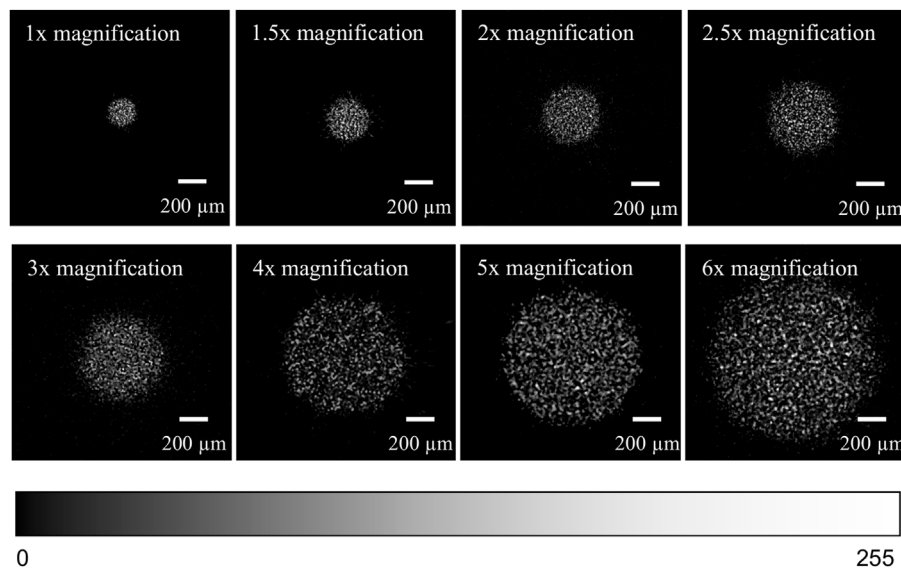 1x magnification
200 µm
1.5x magnification
200 µm
2x magnification
200 µm
2.5x magnification
200 µm
3x magnification
200 µm
4x magnification
200 µm
5x magnification
200 µm
6x magnification
200 µm
0
255